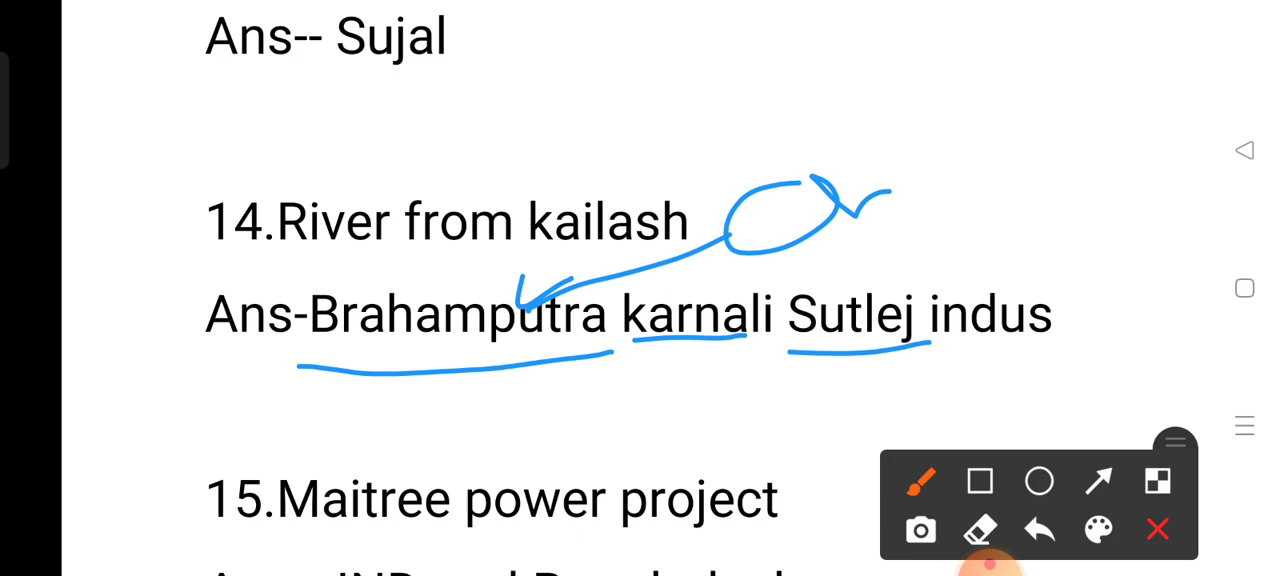 Ans-- Sujal
14.River from kailash
Ans-Brahamputra karnali Sutlej indus
15.Maitree power project